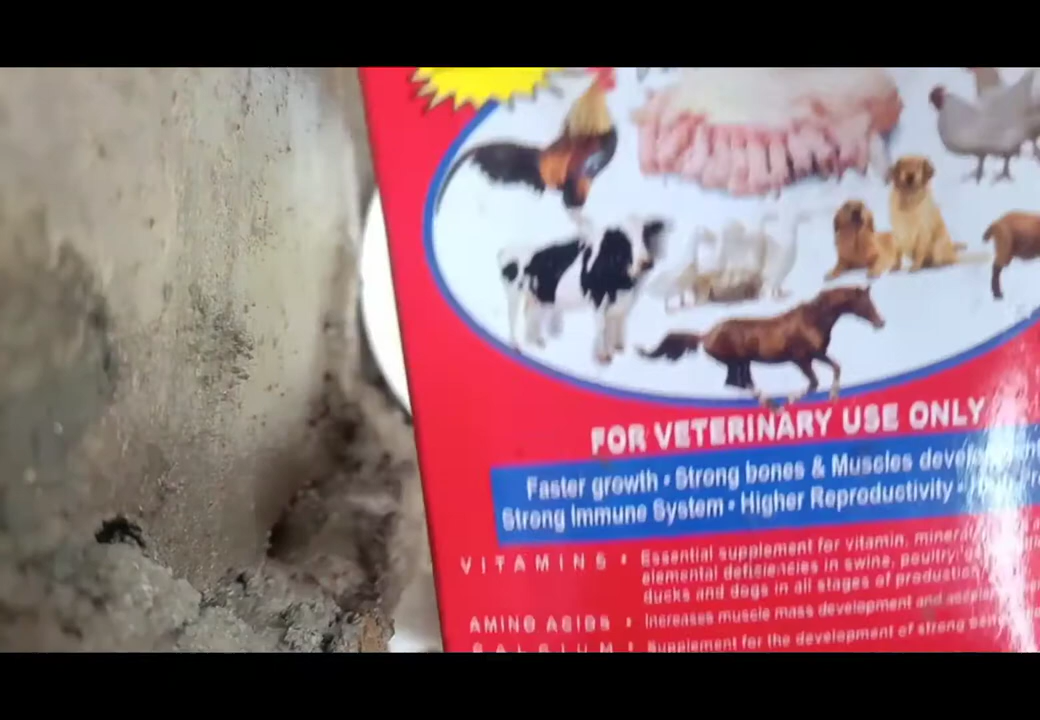 FOR VETERINARY USE ONLY
Faster growth • Strong bones & Muscles
Strong Immune System • Higher Reproductivity •
VITAMINS • Essential supplement for vitamin,
elemental deficiencies in swine, poultry,
ducks and dogs in all stages of production
AMINO ACIDS • Increases muscle mass development and
CALCIUM • Supplement for the development of strong